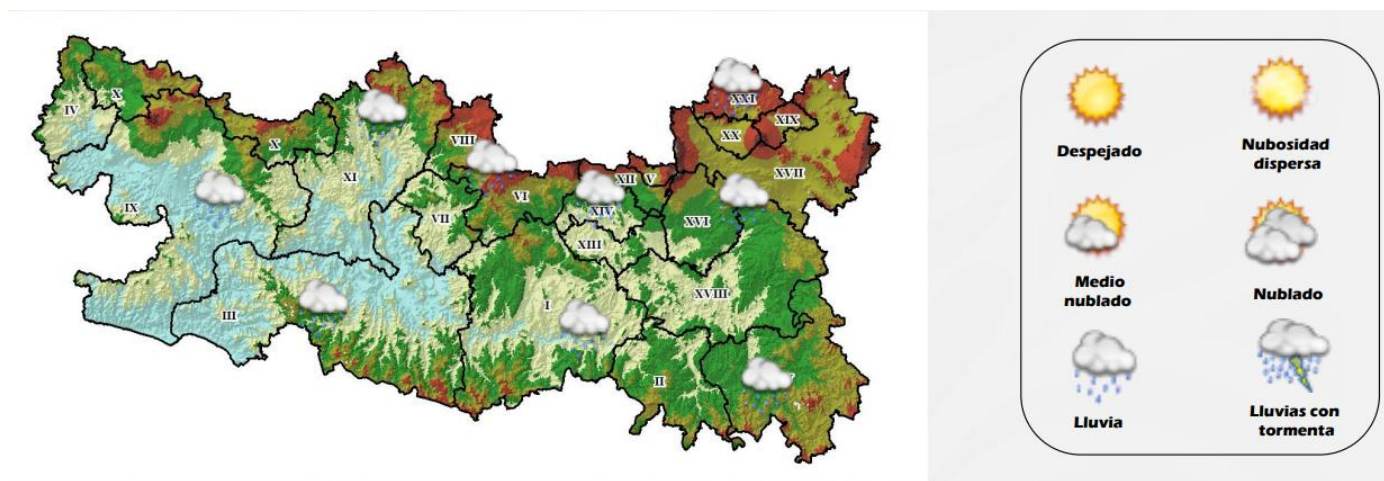 XXI
X
IV
XIX
XX
X
VIII
XI
XII
V
XVII
VI
XIV
IX
VII
XVI
XIII
XVIII
I
III
II
Despejado
Nubosidad
dispersa
Medio
nublado
Nublado
Lluvia
Lluvias con
tormenta